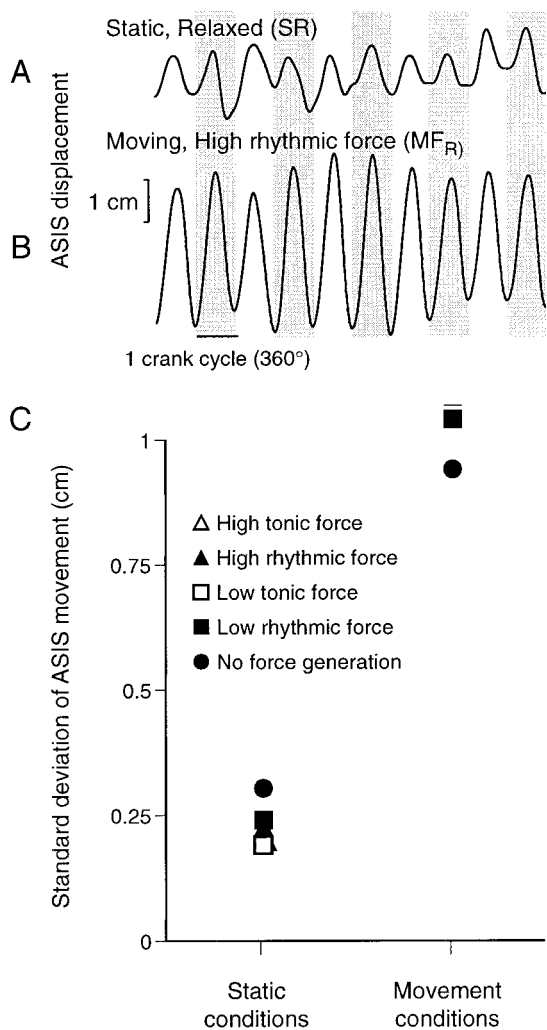 Static, Relaxed (SR)
A
ASIS displacement
Moving, High rhythmic force (MFR)
1 cm
B
1 crank cycle (360°)
C
Standard deviation of ASIS movement (cm)
1
0.75
0.5
0.25
0
High tonic force
High rhythmic force
Low tonic force
Low rhythmic force
No force generation
Static
conditions
Movement
conditions